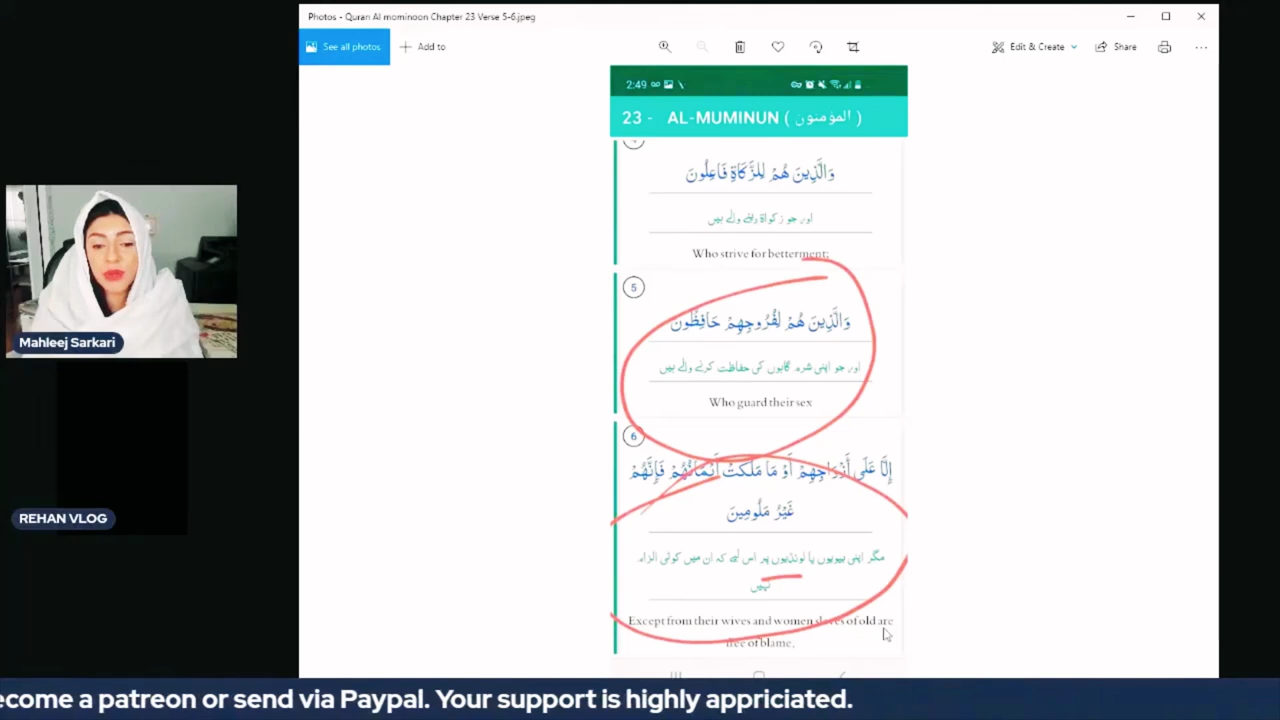 Photos - Quran Al mominoon Chapter 23 Verse 5-6.jpeg
See all photos
Add to
Edit & Create
Share
2:49
23 - AL-MUMINUN ( المؤمنون )
وَالَّذِينَ هُمْ لِلزَّكَاةِ فَاعِلُونَ
اور جو زکواة دینے والے ہیں
Who strive for betterment;
5
وَالَّذِينَ هُمْ لِفُرُوجِهِمْ حَافِظُونَ
اور جو اپنی شرم گاہوں کی حفاظت کرنے والے ہیں
Who guard their sex
6
إِلَّا عَلَى أَزْوَاجِهِمْ أَوْ مَا مَلَكَتْ أَيْمَانُهُمْ فَإِنَّهُمْ
غَيْرُ مَلُومِينَ
مگر اپنی بیویوں یا لونڈیوں پر اس لیے کہ ان میں کوئی الزام
نہیں
Except from their wives and women slaves of old are
free of blame,
Mahleej Sarkari
REHAN VLOG
ecome a patreon or send via Paypal. Your support is highly appriciated.